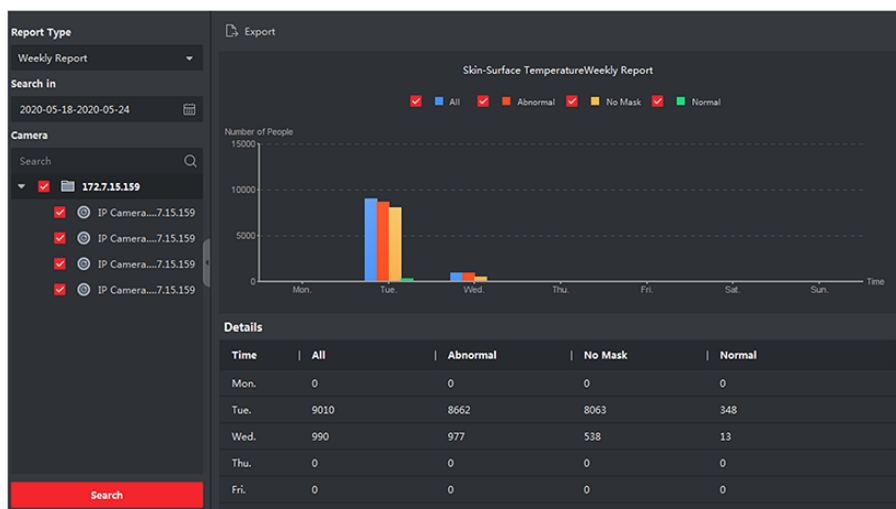 Report Type
Weekly Report
Search in
2020-05-18-2020-05-24
Camera
Search
172.7.15.159
IP Camera....7.15.159
IP Camera....7.15.159
IP Camera....7.15.159
IP Camera....7.15.159
Search
Export
Skin-Surface TemperatureWeekly Report
All Abnormal No Mask Normal
Number of People
15000
10000
5000
0
Mon. Tue. Wed. Thu. Fri. Sat. Sun. Time
Details
Time | All | Abnormal | No Mask | Normal
Mon. 0 0 0 0
Tue. 9010 8662 8063 348
Wed. 990 977 538 13
Thu. 0 0 0 0
Fri. 0 0 0 0